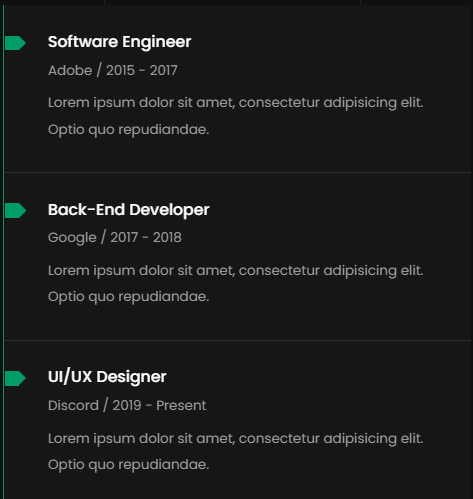 Software Engineer
Adobe / 2015 - 2017
Lorem ipsum dolor sit amet, consectetur adipisicing elit.
Optio quo repudiandae.
Back-End Developer
Google / 2017 - 2018
Lorem ipsum dolor sit amet, consectetur adipisicing elit.
Optio quo repudiandae.
UI/UX Designer
Discord / 2019 - Present
Lorem ipsum dolor sit amet, consectetur adipisicing elit.
Optio quo repudiandae.